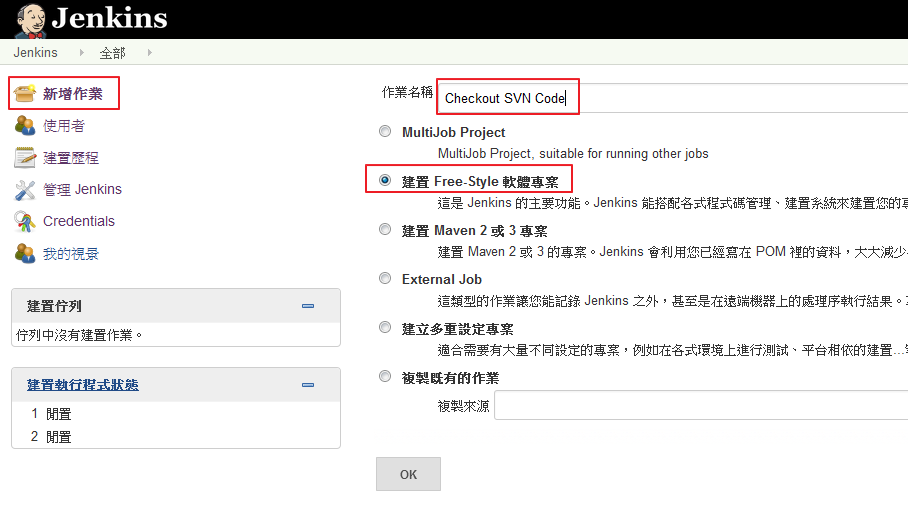 Jenkins
Jenkins 全部
新增作業
使用者
建置歷程
管理 Jenkins
Credentials
我的視景
建置佇列
佇列中沒有建置作業。
建置執行程式狀態
1 閒置
2 閒置
作業名稱 Checkout SVN Code
MultiJob Project
MultiJob Project, suitable for running other jobs
建置 Free-Style 軟體專案
這是 Jenkins 的主要功能。Jenkins 能搭配各式程式碼管理、建置系統來建置您的專
建置 Maven 2 或 3 專案
建置 Maven 2 或 3 的專案。Jenkins 會利用您已經寫在 POM 裡的資料，大大減少
External Job
這類型的作業讓您能記錄 Jenkins 之外，甚至是在遠端機器上的處理序執行結果。
建立多重設定專案
適合需要有大量不同設定的專案，例如在各式環境上進行測試、平台相依的建置...
複製既有的作業
複製來源
OK